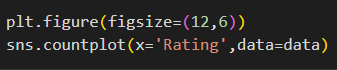 plt.figure(figsize=(12,6))
sns.countplot(x='Rating',data=data)